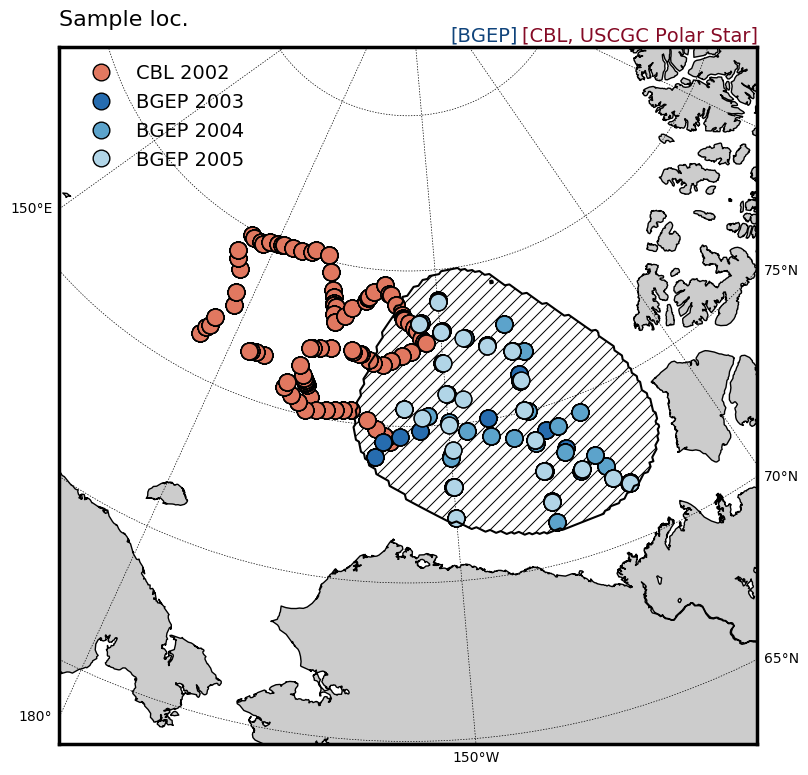 Sample loc.
[BGEP] [CBL, USCGC Polar Star]
CBL 2002
BGEP 2003
BGEP 2004
BGEP 2005
150°E
75°N
70°N
65°N
180°
150°W